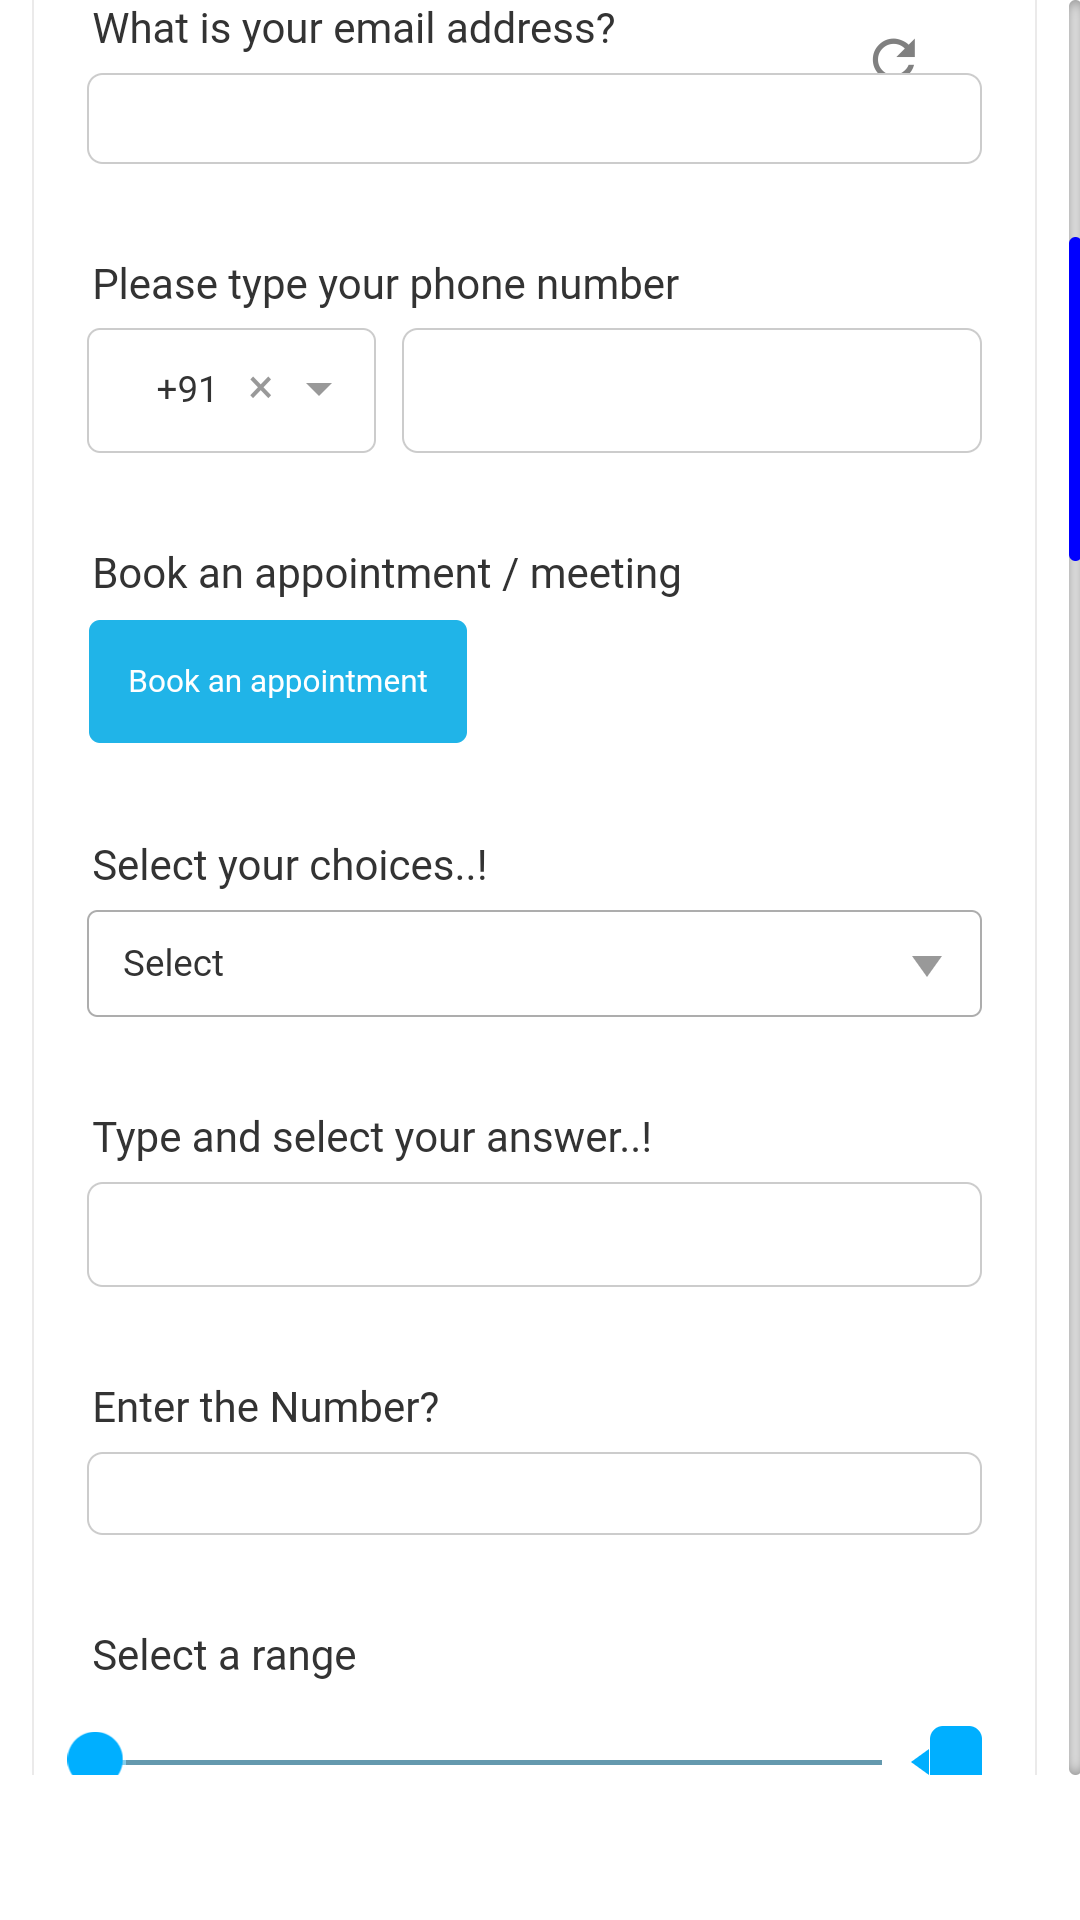 What is your email address?
Please type your phone number
+91 ×
Book an appointment / meeting
Book an appointment
Select your choices..!
Select
Type and select your answer..!
Enter the Number?
Select a range